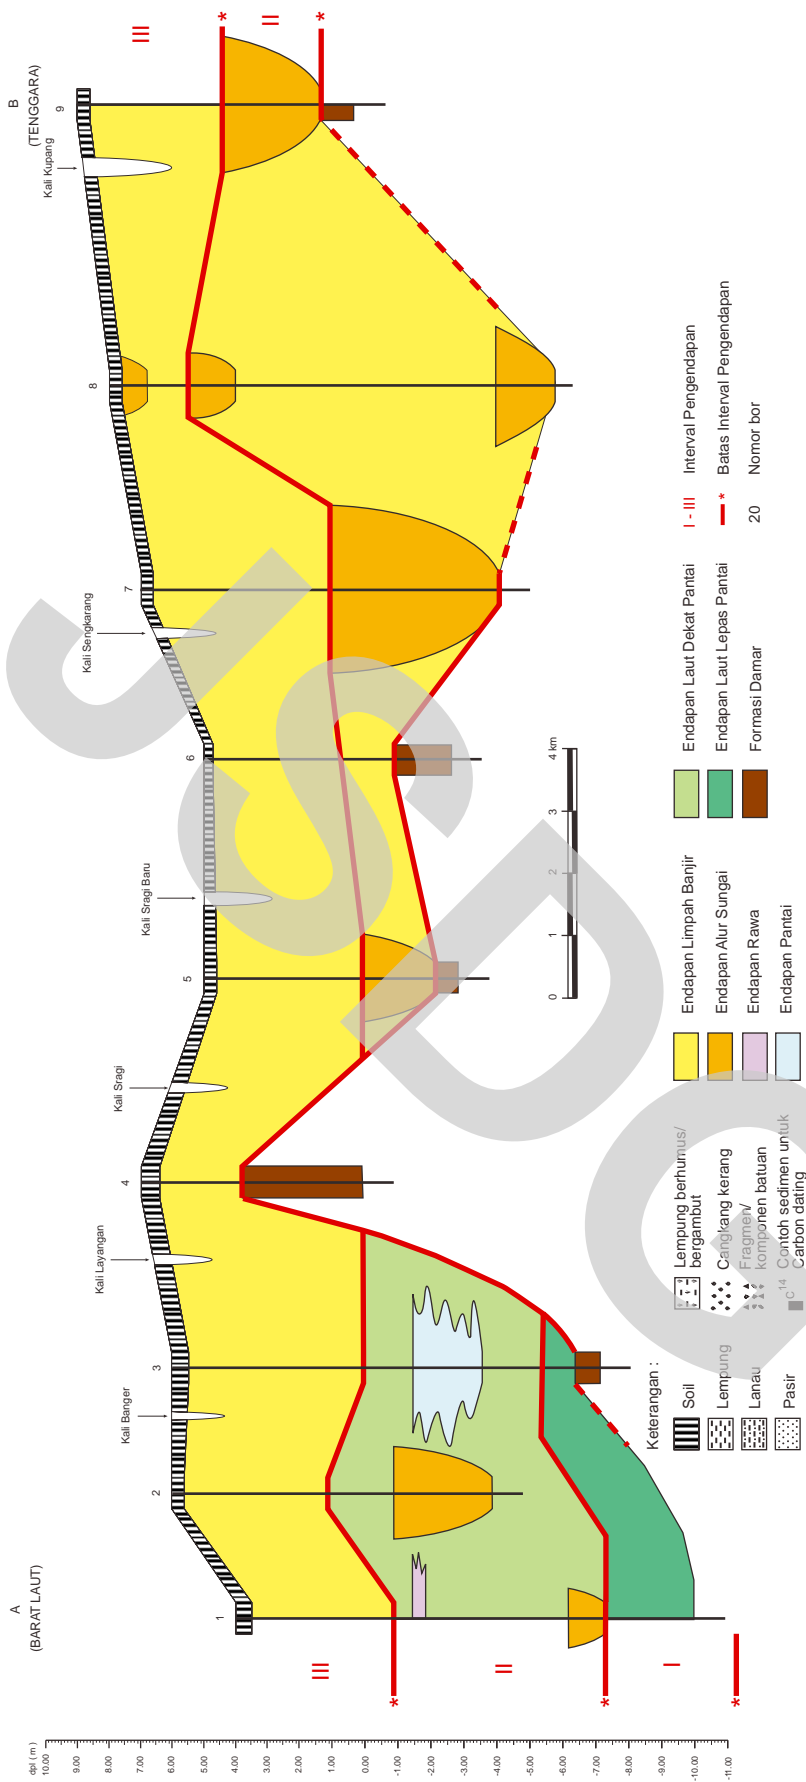 A
(BARAT LAUT)
B
(TENGGARA)
Kali Banger
Kali Layangan
Kali Sragi
Kali Sragi Baru
Kali Sengkarang
Kali Kupang
1
2
3
4
5
6
7
8
9
dpl ( m )
10.00
9.00
8.00
7.00
6.00
5.00
4.00
3.00
2.00
1.00
0.00
-1.00
-2.00
-3.00
-4.00
-5.00
-6.00
-7.00
-8.00
-9.00
-10.00
-11.00
III
*
II
*
I
*
III
*
II
*
0
1
2
3
4 km
Keterangan :
Soil
Lempung
Lanau
Pasir
Lempung berhumus/
bergambut
Cangkang kerang
Fragmen/
komponen batuan
C14 Contoh sedimen untuk
Carbon dating
Endapan Limpah Banjir
Endapan Alur Sungai
Endapan Rawa
Endapan Pantai
Endapan Laut Dekat Pantai
Endapan Laut Lepas Pantai
Formasi Damar
I - III Interval Pengendapan
* Batas Interval Pengendapan
20 Nomor bor
PSDG